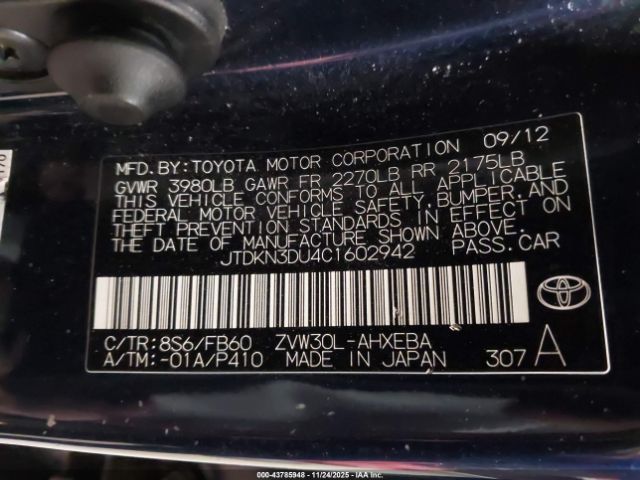 MFD.BY:TOYOTA MOTOR CORPORATION 09/12
GVWR 3980LB GAWR FR 2270LB RR 2175LB
THIS VEHICLE CONFORMS TO ALL APPLICABLE
FEDERAL MOTOR VEHICLE SAFETY,BUMPER,AND
THEFT PREVENTION STANDARDS IN EFFECT ON
THE DATE OF MANUFACTURE SHOWN ABOVE.
JTDKN3DU4C1602942 PASS.CAR
C/TR:8S6/FB60 ZVW30L-AHXEBA
A/TM:-01A/P410 MADE IN JAPAN 307 A
000-43785948 - 11/24/2025 - IAAI Inc.